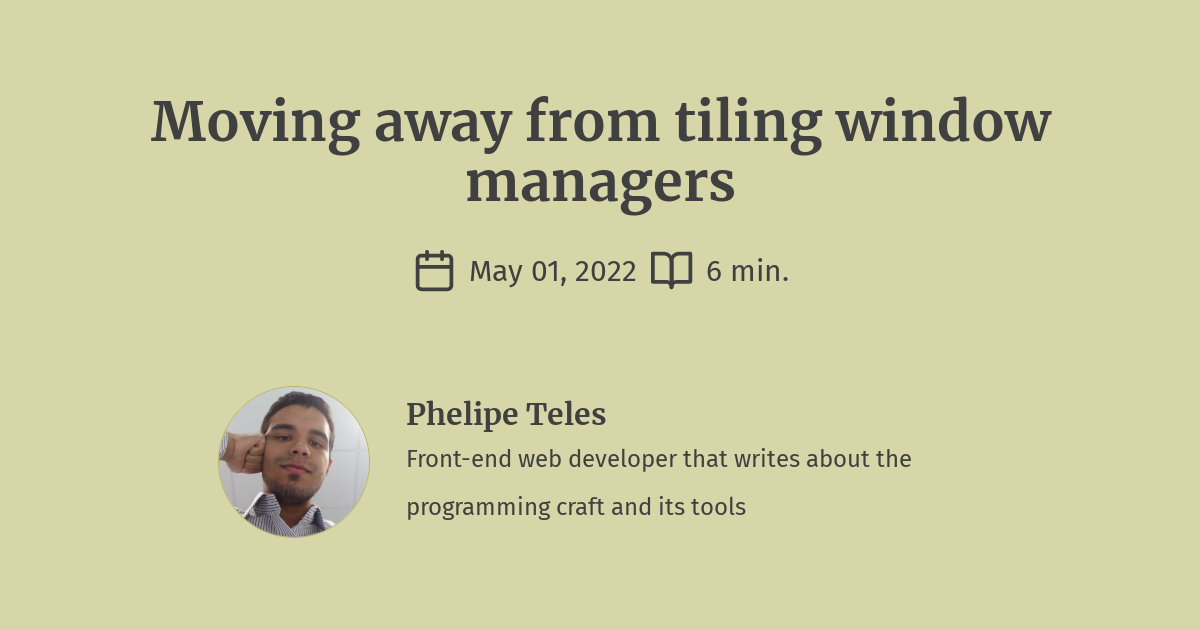 Moving away from tiling window
managers
May 01, 2022 6 min.
Phelipe Teles
Front-end web developer that writes about the
programming craft and its tools